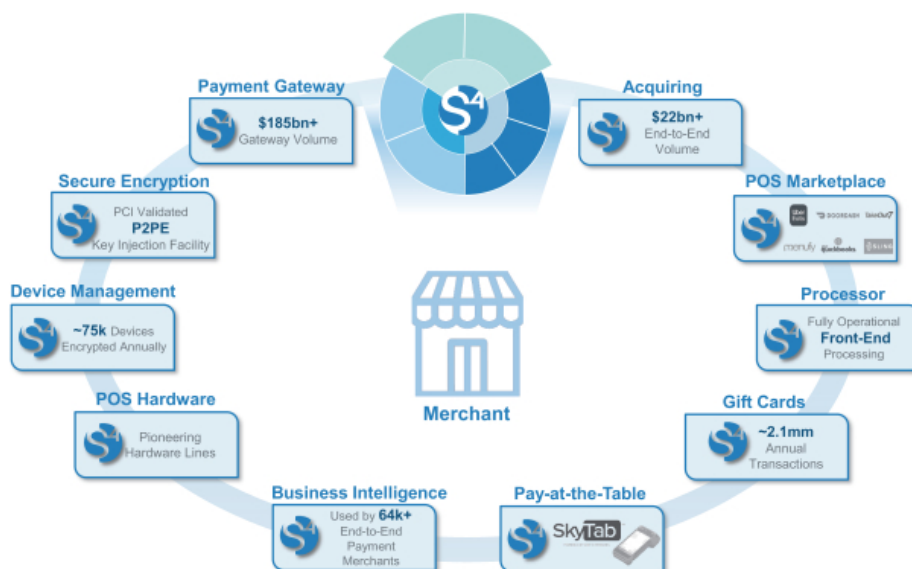 Payment Gateway
$185bn+
Gateway Volume
Acquiring
$22bn+
End-to-End
Volume
Secure Encryption
PCI Validated
P2PE
Key Injection Facility
POS Marketplace
Uber
DOORDASH
menufy
quickbooks
SLING
Device Management
~75k Devices
Encrypted Annually
Processor
Fully Operational
Front-End
Processing
POS Hardware
Pioneering
Hardware Lines
Merchant
Gift Cards
~2.1mm
Annual
Transactions
Business Intelligence
Used by 64k+
End-to-End
Payment
Merchants
Pay-at-the-Table
SkyTab